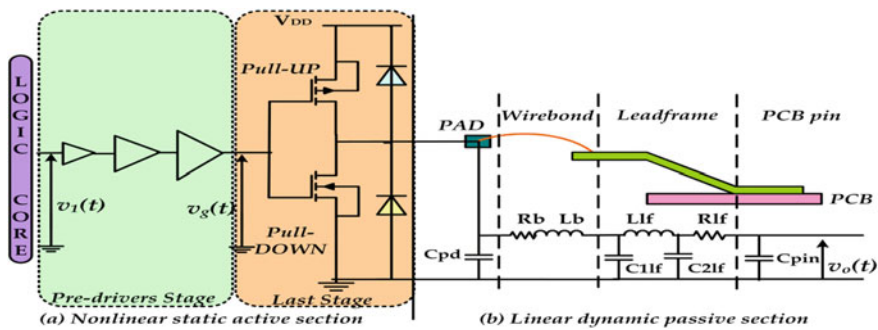 LOGIC CORE
VDD
Pull-UP
Pull-DOWN
v1(t)
vg(t)
Pre-drivers Stage
Last Stage
PAD
Wirebond
Leadframe
PCB pin
PCB
Rb
Lb
Llf
Rlf
Cpd
C1lf
C2lf
Cpin
vo(t)
(a) Nonlinear static active section
(b) Linear dynamic passive section